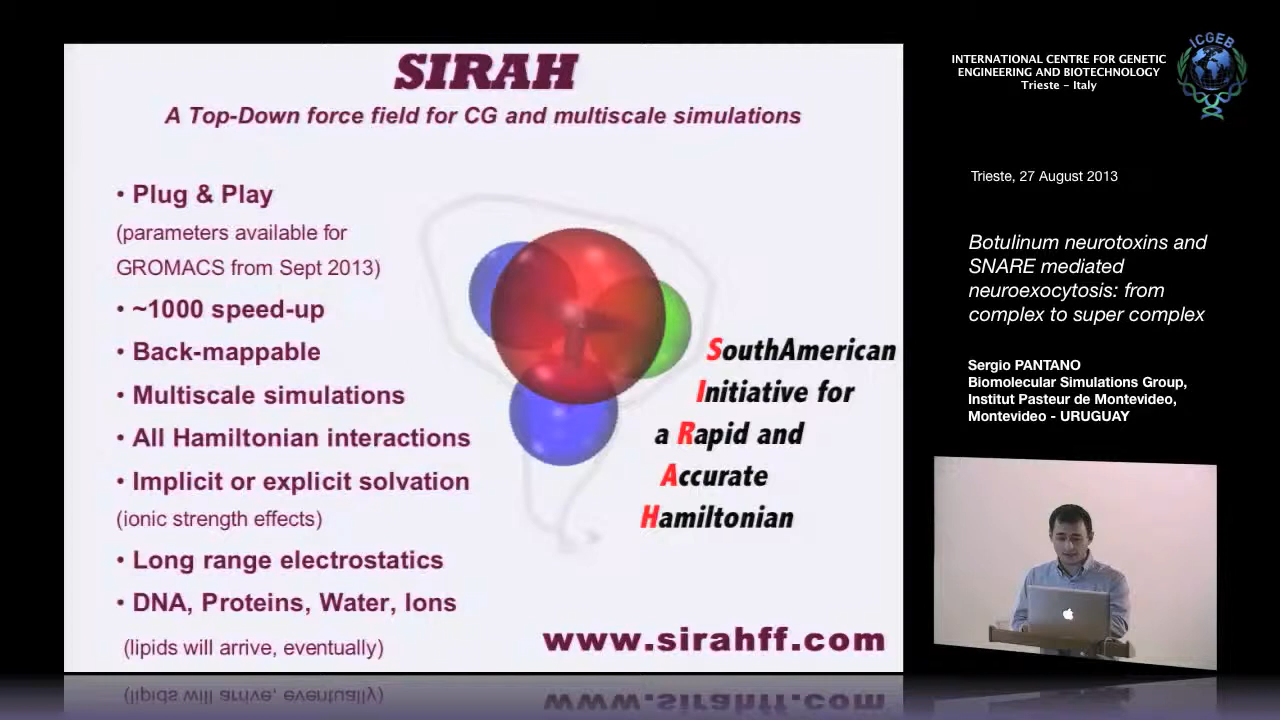 SIRAH
A Top-Down force field for CG and multiscale simulations
• Plug & Play
(parameters available for
GROMACS from Sept 2013)
• ~1000 speed-up
• Back-mappable
• Multiscale simulations
• All Hamiltonian interactions
• Implicit or explicit solvation
(ionic strength effects)
• Long range electrostatics
• DNA, Proteins, Water, Ions
(lipids will arrive, eventually)
SouthAmerican
Initiative for
a Rapid and
Accurate
Hamiltonian
www.sirahff.com
INTERNATIONAL CENTRE FOR GENETIC
ENGINEERING AND BIOTECHNOLOGY
Trieste – Italy
ICGEB
Trieste, 27 August 2013
Botulinum neurotoxins and
SNARE mediated
neuroexocytosis: from
complex to super complex
Sergio PANTANO
Biomolecular Simulations Group,
Institut Pasteur de Montevideo,
Montevideo - URUGUAY